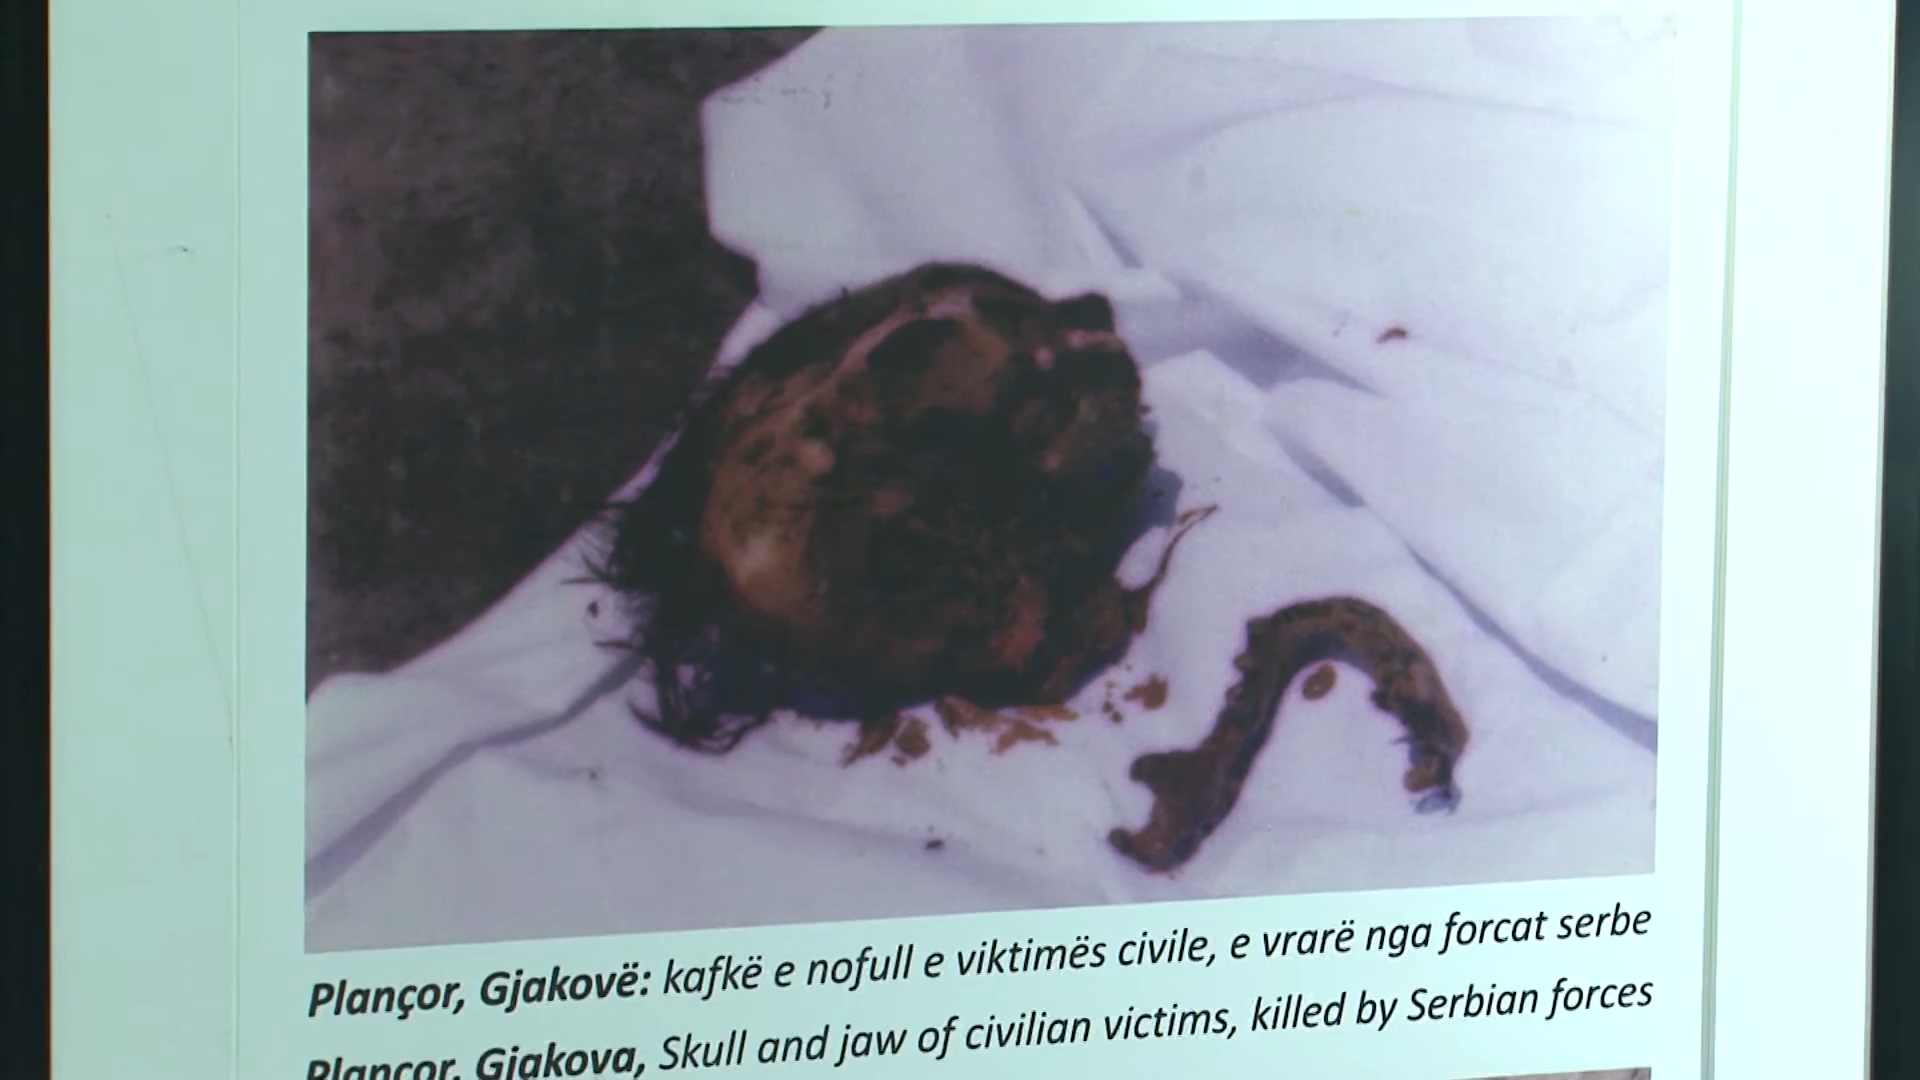 Plançor, Gjakovë: kafkë e nofull e viktimës civile, e vrarë nga forcat serbe
Plançor, Gjakova, Skull and jaw of civilian victims, killed by Serbian forces